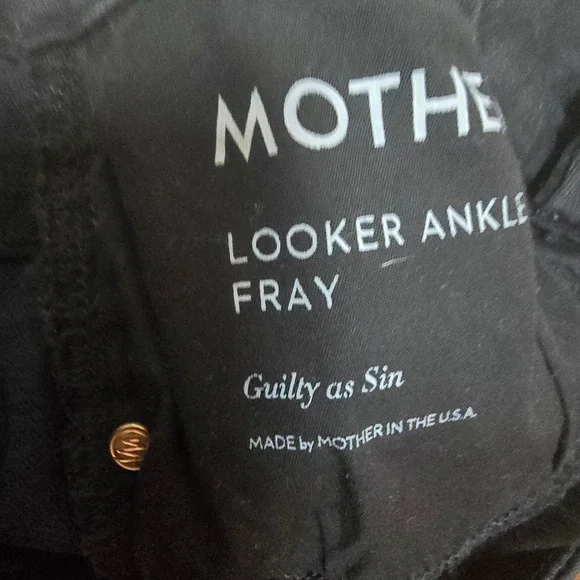 MOTHE
LOOKER ANKLE
FRAY
Guilty as Sin
MADE by MOTHER IN THE U.S.A.
M